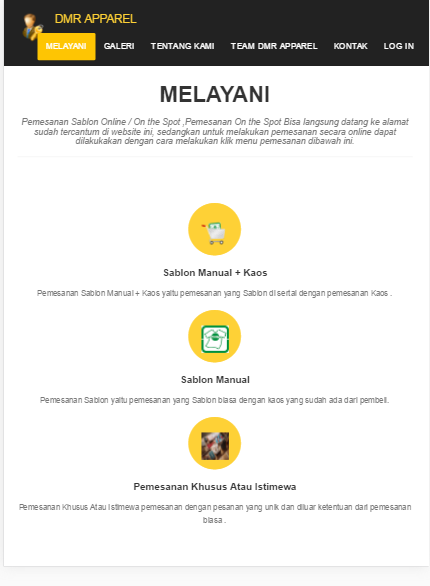 DMR APPAREL
MELAYANI GALERI TENTANG KAMI TEAM DMR APPAREL KONTAK LOG IN
MELAYANI
Pemesanan Sablon Online / On the Spot ,Pemesanan On the Spot Bisa langsung datang ke alamat
sudah tercantum di website ini, sedangkan untuk melakukan pemesanan secara online dapat
dilakukakan dengan cara melakukan klik menu pemesanan dibawah ini.
Sablon Manual + Kaos
Pemesanan Sablon Manual + Kaos yaitu pemesanan yang Sablon di sertai dengan pemesanan Kaos .
Sablon Manual
Pemesanan Sablon yaitu pemesanan yang Sablon biasa dengan kaos yang sudah ada dari pembeli.
Pemesanan Khusus Atau Istimewa
Pemesanan Khusus Atau Istimewa pemesanan dengan pesanan yang unik dan diluar ketentuan dari pemesanan
biasa .